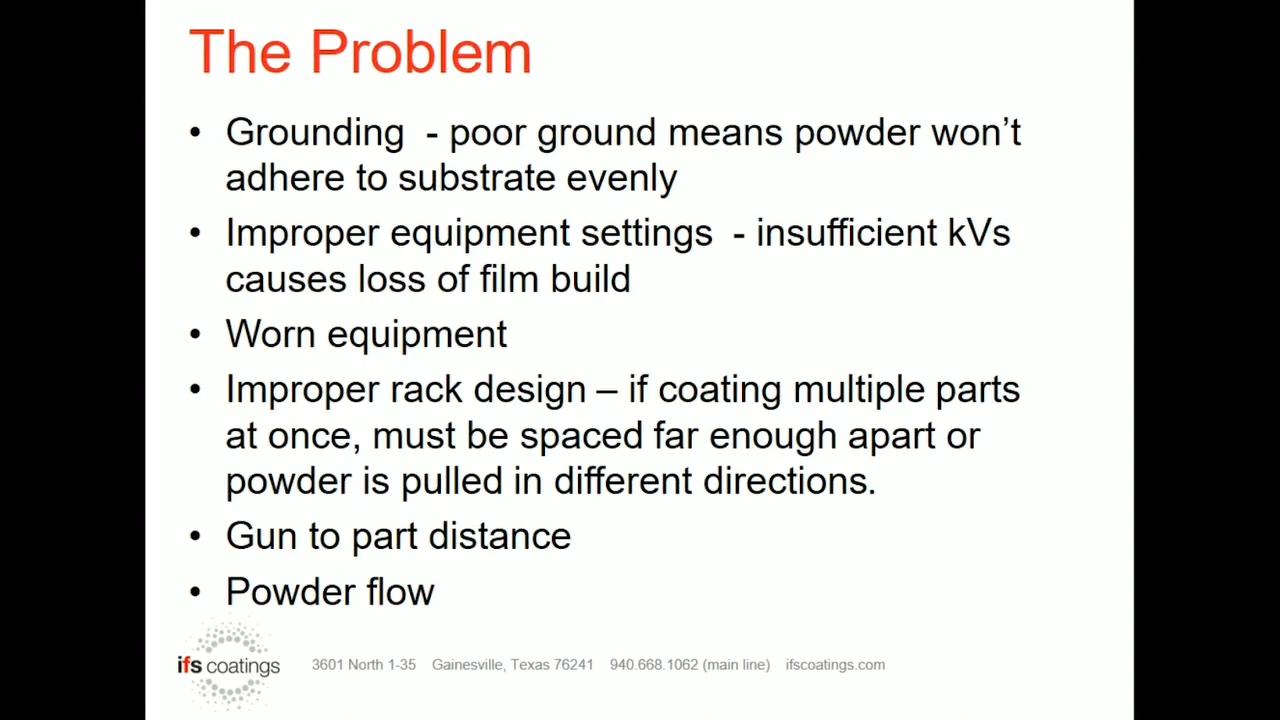 The Problem
• Grounding - poor ground means powder won’t
adhere to substrate evenly
• Improper equipment settings - insufficient kVs
causes loss of film build
• Worn equipment
• Improper rack design – if coating multiple parts
at once, must be spaced far enough apart or
powder is pulled in different directions.
• Gun to part distance
• Powder flow
ifs coatings 3601 North 1-35 Gainesville, Texas 76241 940.668.1062 (main line) ifscoatings.com